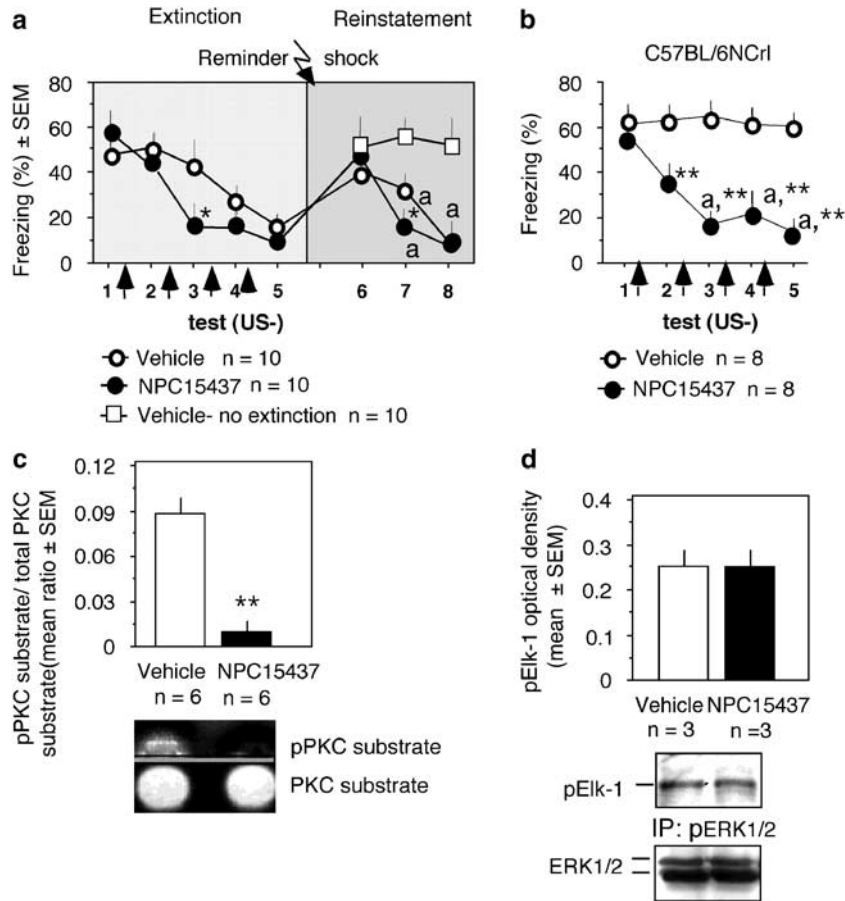 a
Extinction
Reinstatement
Reminder
shock
Freezing (%) ± SEM
80
60
40
20
0
*
a
*
a
a
1 2 3 4 5 6 7 8
test (US-)
Vehicle n = 10
NPC15437 n = 10
Vehicle- no extinction n = 10
b
C57BL/6NCrl
Freezing (%)
80
60
40
20
0
**
a,**
a,**
a,**
1 2 3 4 5
test (US-)
Vehicle n = 8
NPC15437 n = 8
c
pPKC substrate/ total PKC
substrate(mean ratio ± SEM
0.12
0.09
0.06
0.03
0
**
Vehicle NPC15437
n = 6 n = 6
pPKC substrate
PKC substrate
d
pElk-1 optical density
(mean ± SEM)
0.4
0.3
0.2
0.1
0
Vehicle NPC15437
n = 3 n =3
pElk-1
IP: pERK1/2
ERK1/2